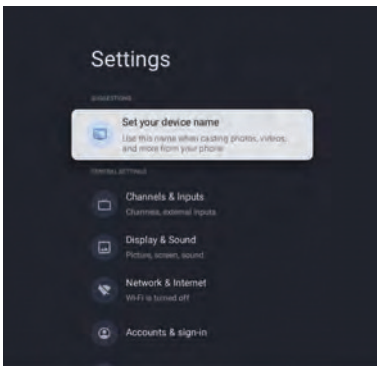 Settings
SUGGESTIONS
Set your device name
Use this name when casting photos, videos,
and more from your phone
GENERAL SETTINGS
Channels & Inputs
Channels, external inputs
Display & Sound
Picture, screen, sound
Network & Internet
Wi-Fi is turned off
Accounts & sign-in